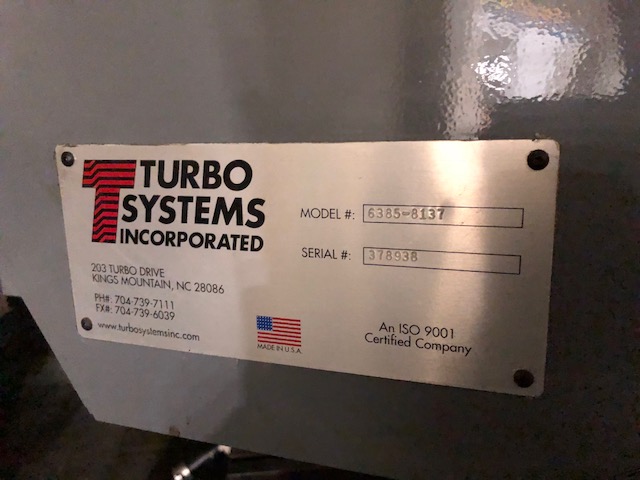 TURBO
SYSTEMS
INCORPORATED
203 TURBO DRIVE
KINGS MOUNTAIN, NC 28086
PH#: 704-739-7111
FX#: 704-739-6039
www.turbosystemsinc.com
MADE IN U.S.A.
MODEL #: 6385-8137
SERIAL #: 378938
An ISO 9001
Certified Company